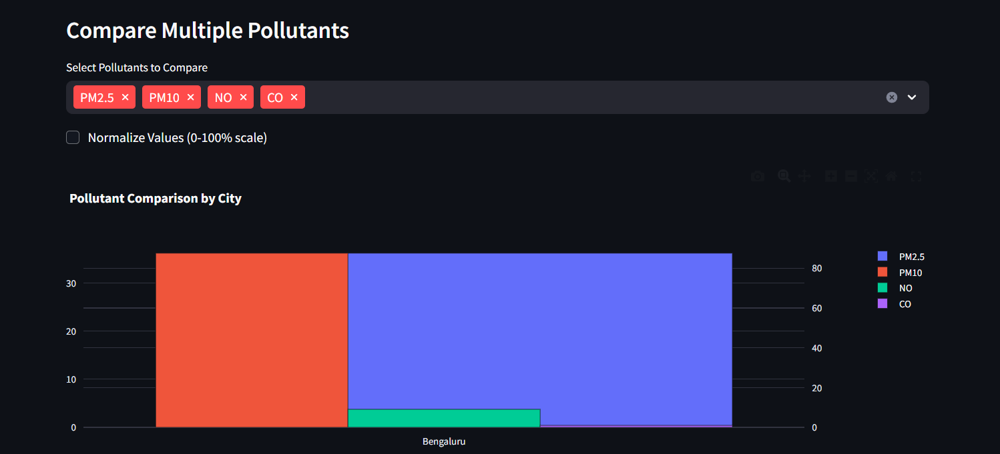 Compare Multiple Pollutants
Select Pollutants to Compare
PM2.5 × PM10 × NO × CO ×
Normalize Values (0-100% scale)
Pollutant Comparison by City
PM2.5
PM10
NO
CO
30
20
10
0
80
60
40
20
0
Bengaluru